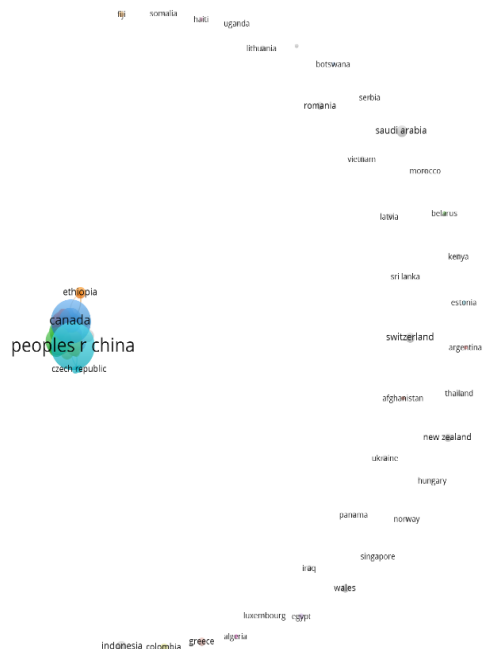 fiji
somalia
haiti
uganda
lithuania
botswana
serbia
romania
saudi arabia
vietnam
morocco
latvia
belarus
kenya
sri lanka
ethiopia
estonia
canada
switzerland
peoples r china
argentina
czech republic
thailand
afghanistan
new zealand
ukraine
hungary
panama
norway
singapore
iraq
wales
luxembourg
egypt
algeria
greece
indonesia
colombia